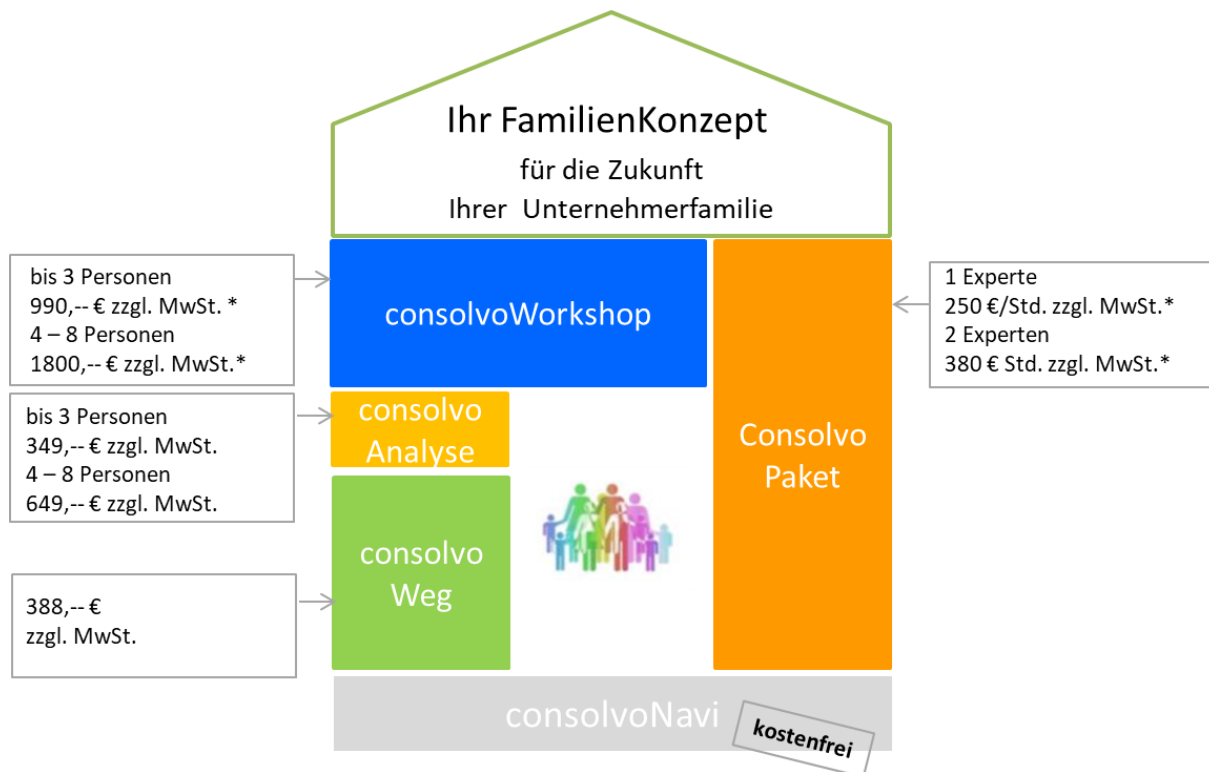 Ihr FamilienKonzept
für die Zukunft
Ihrer Unternehmerfamilie
bis 3 Personen
990,-- € zzgl. MwSt. *
4 – 8 Personen
1800,-- € zzgl. MwSt.*
consolvoWorkshop
1 Experte
250 €/Std. zzgl. MwSt.*
2 Experten
380 € Std. zzgl. MwSt.*
bis 3 Personen
349,-- € zzgl. MwSt.
4 – 8 Personen
649,-- € zzgl. MwSt.
consolvo
Analyse
Consolvo
Paket
388,-- €
zzgl. MwSt.
consolvo
Weg
consolvoNavi
kostenfrei